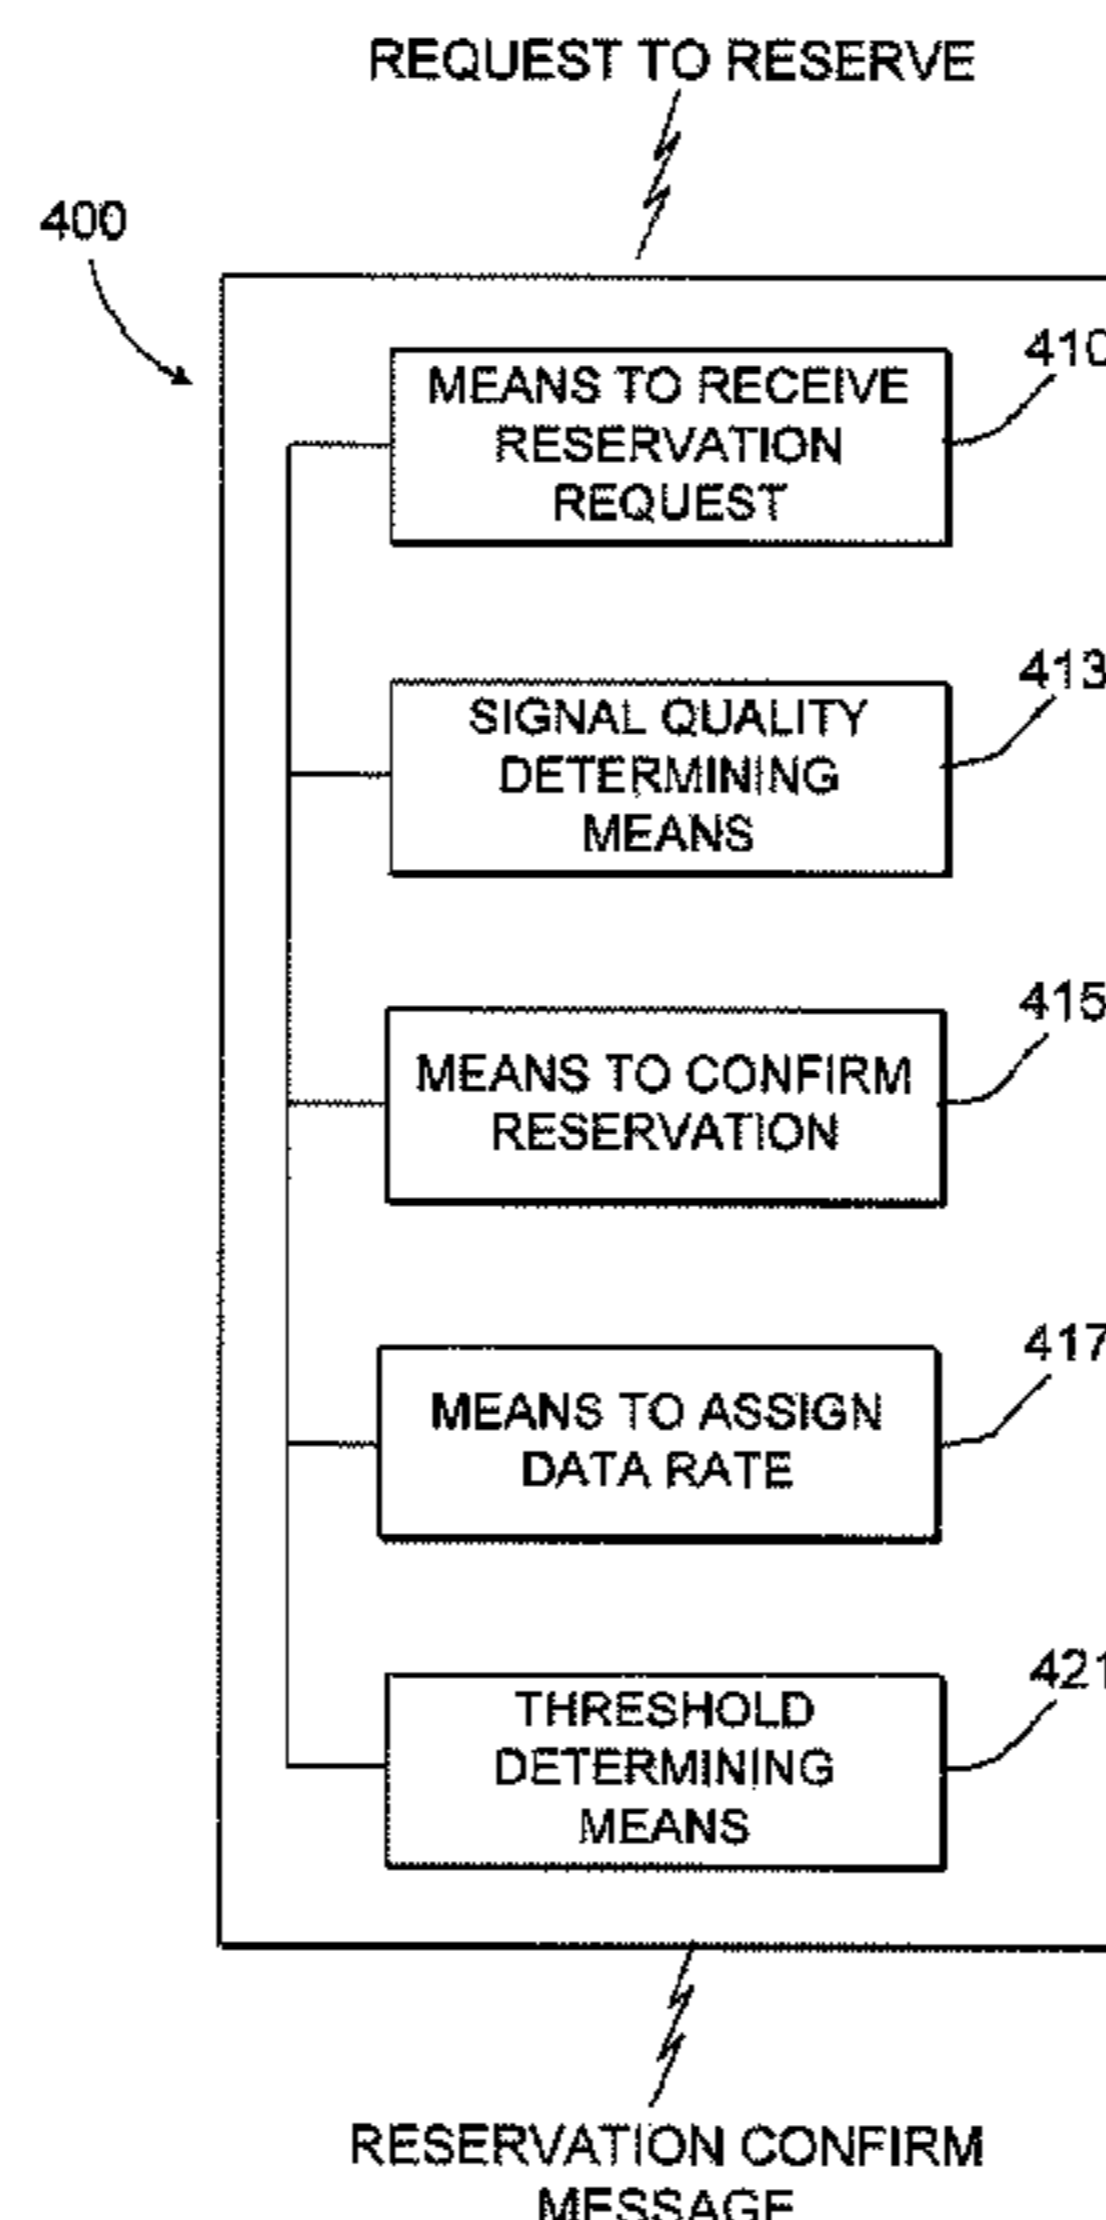 REQUEST TO RESERVE
400
410
MEANS TO RECEIVE
RESERVATION
REQUEST
413
SIGNAL QUALITY
DETERMINING
MEANS
415
MEANS TO CONFIRM
RESERVATION
417
MEANS TO ASSIGN
DATA RATE
421
THRESHOLD
DETERMINING
MEANS
RESERVATION CONFIRM
MESSAGE